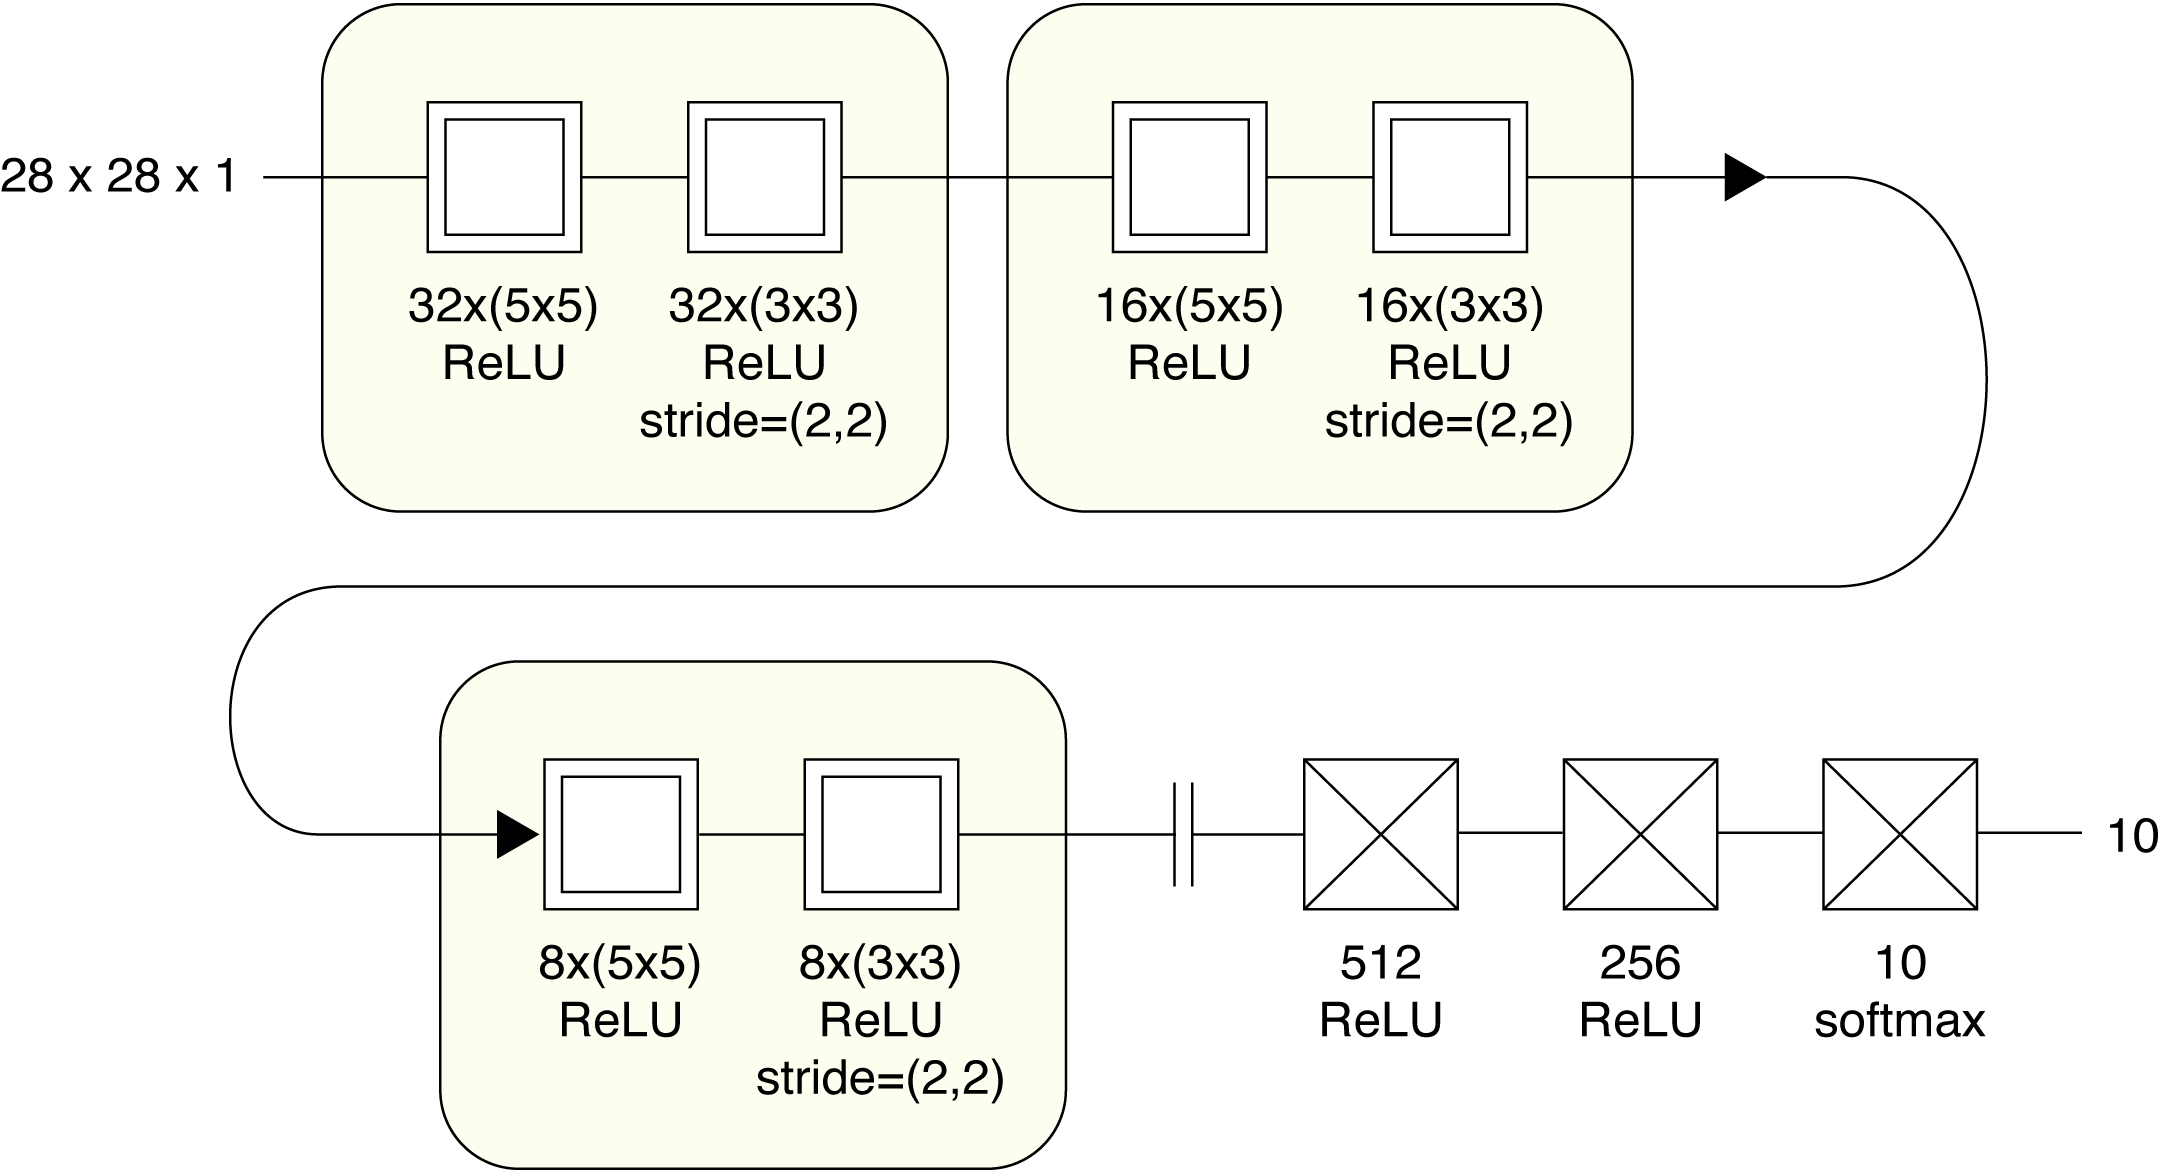 28 x 28 x 1
32x(5x5)
ReLU
32x(3x3)
ReLU
stride=(2,2)
16x(5x5)
ReLU
16x(3x3)
ReLU
stride=(2,2)
8x(5x5)
ReLU
8x(3x3)
ReLU
stride=(2,2)
512
ReLU
256
ReLU
10
softmax
10